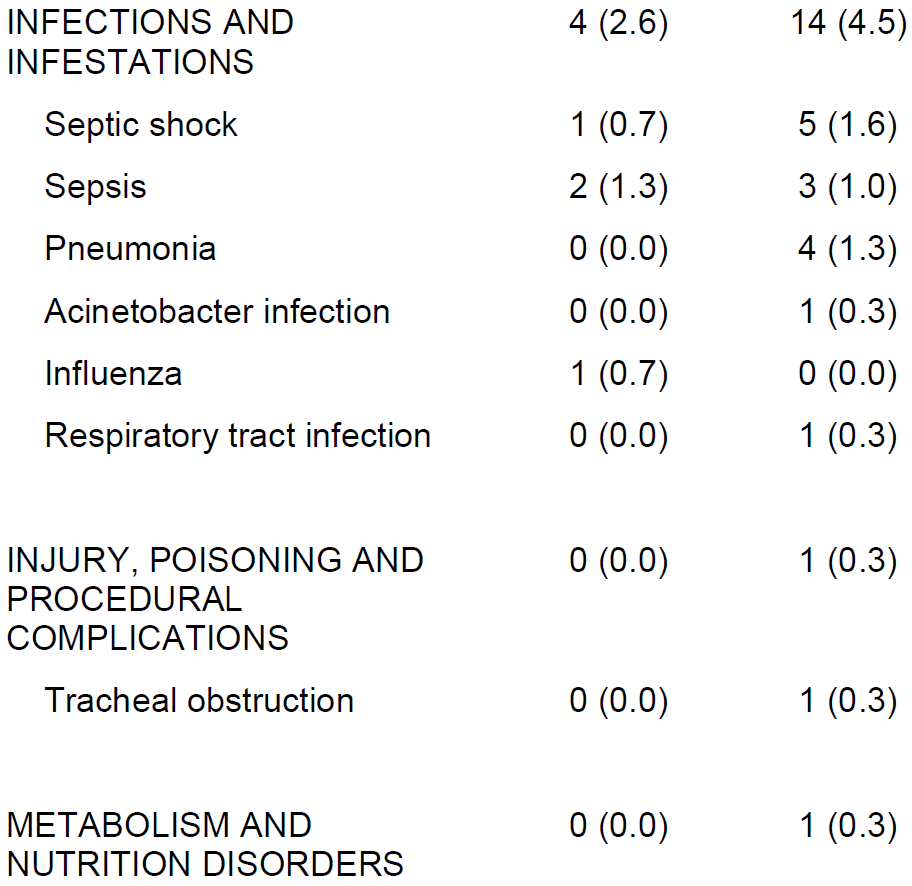 INFECTIONS AND 4 (2.6) 14 (4.5)
INFESTATIONS
Septic shock 1 (0.7) 5 (1.6)
Sepsis 2 (1.3) 3 (1.0)
Pneumonia 0 (0.0) 4 (1.3)
Acinetobacter infection 0 (0.0) 1 (0.3)
Influenza 1 (0.7) 0 (0.0)
Respiratory tract infection 0 (0.0) 1 (0.3)
INJURY, POISONING AND 0 (0.0) 1 (0.3)
PROCEDURAL
COMPLICATIONS
Tracheal obstruction 0 (0.0) 1 (0.3)
METABOLISM AND 0 (0.0) 1 (0.3)
NUTRITION DISORDERS